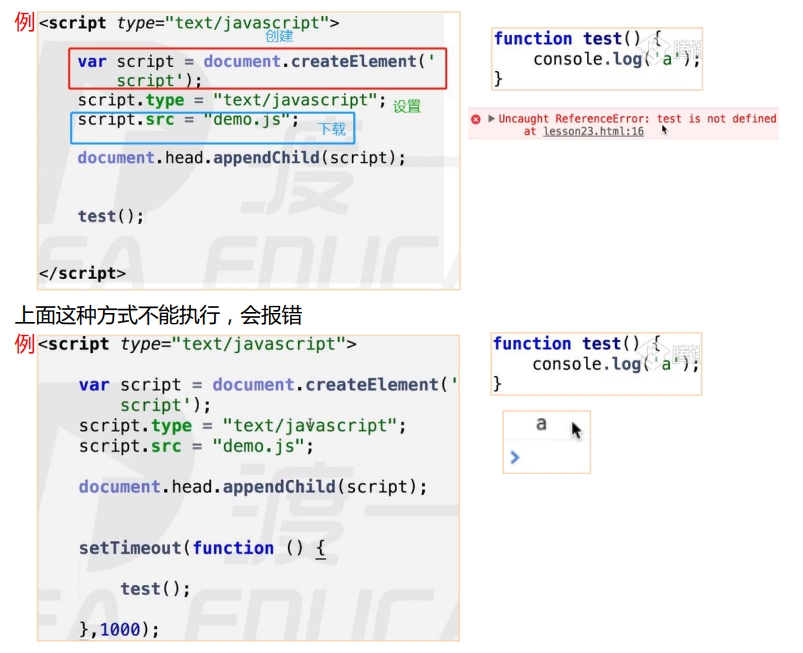 例
<script type="text/javascript">
创建
var script = document.createElement('
script');
script.type = "text/javascript";
设置
script.src = "demo.js";
下载
document.head.appendChild(script);
test();
</script>
function test() {
console.log('a');
}
Uncaught ReferenceError: test is not defined
at lesson23.html:16
上面这种方式不能执行，会报错
例
<script type="text/javascript">
var script = document.createElement('
script');
script.type = "text/javascript";
script.src = "demo.js";
document.head.appendChild(script);
setTimeout(function () {
test();
},1000);
function test() {
console.log('a');
}
a
>